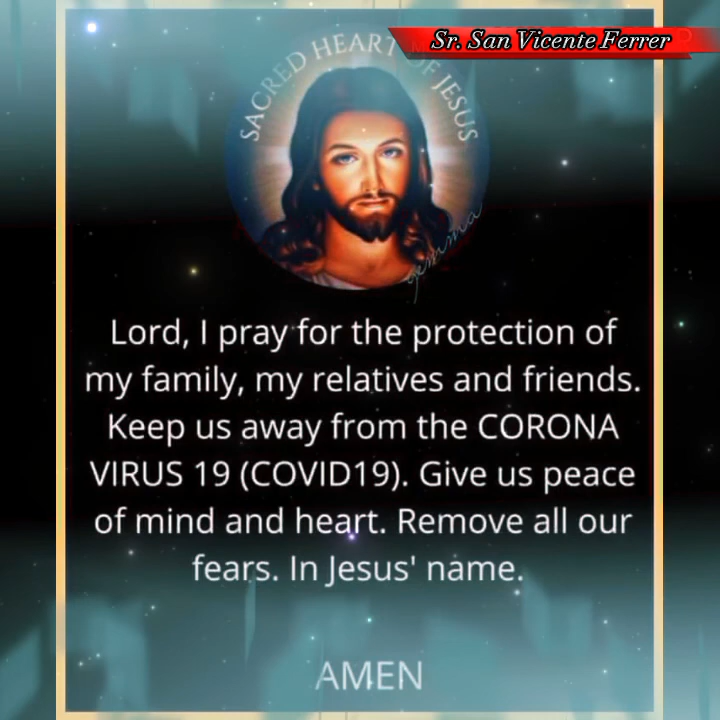 Sr. San Vicente Ferrer
SACRED HEART OF JESUS
gemma
Lord, I pray for the protection of
my family, my relatives and friends.
Keep us away from the CORONA
VIRUS 19 (COVID19). Give us peace
of mind and heart. Remove all our
fears. In Jesus' name.
AMEN